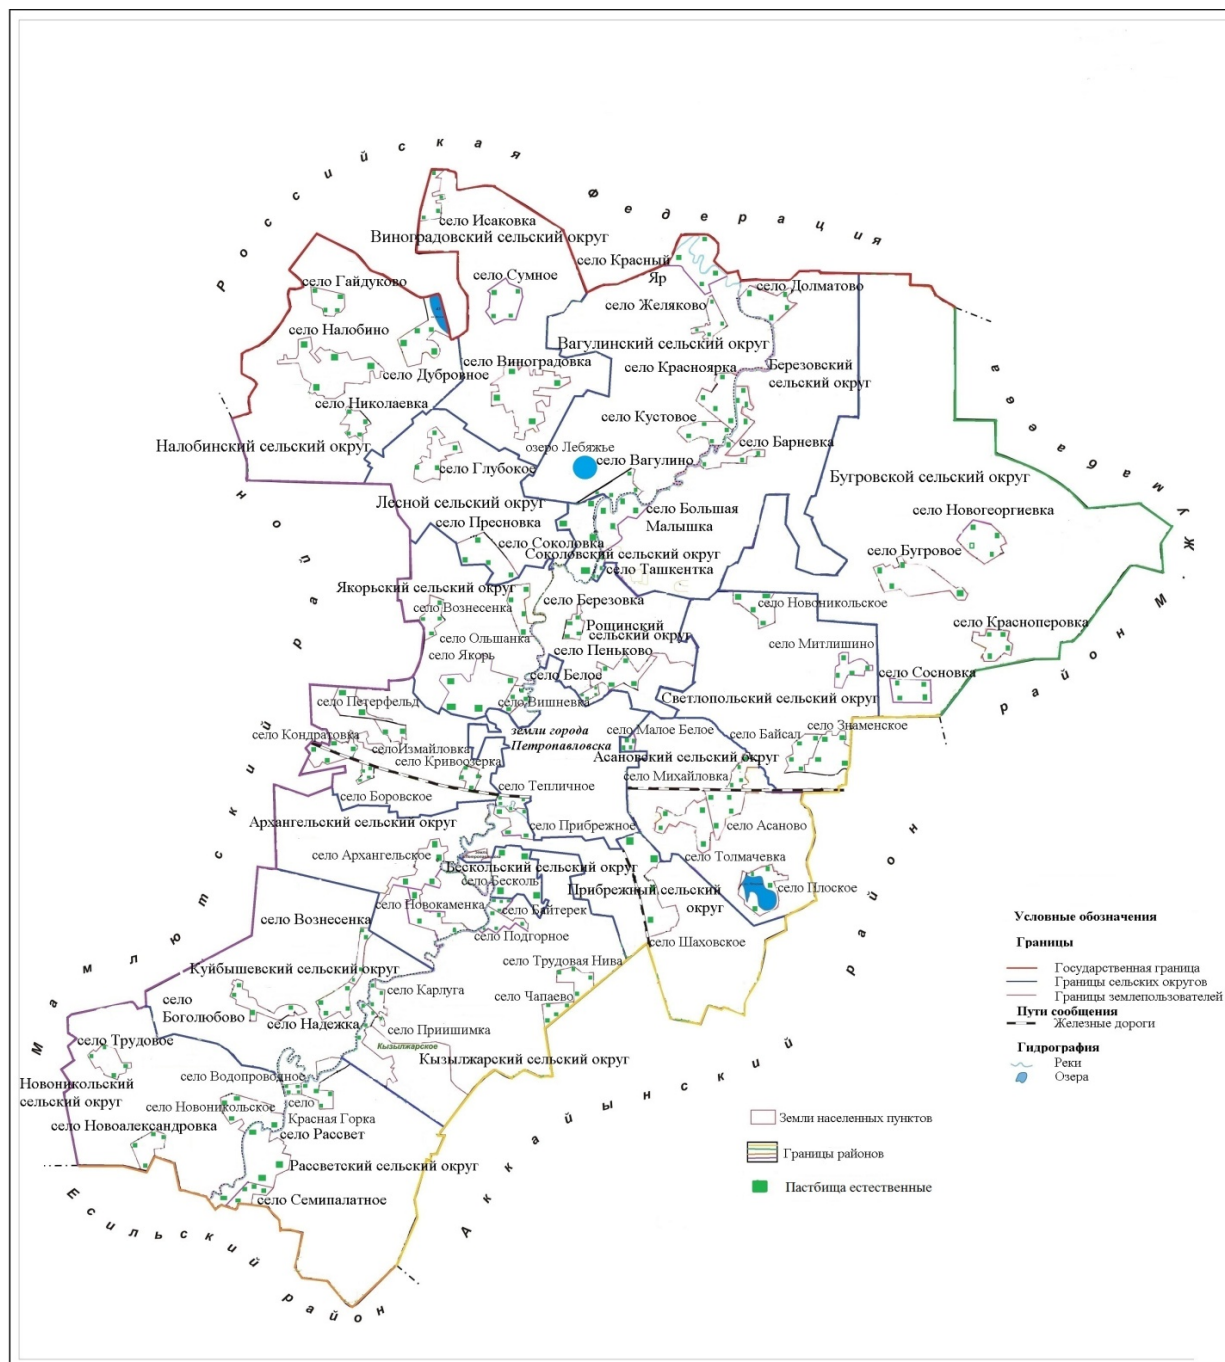 Российская Федерация
село Исаковка
Виноградовский сельский округ
село Красный
Яр
село Гайдуково
село Сумное
село Долматово
село Желяково
село Налобино
Вагулинский сельский округ
село Виноградовка
село Красноярка
Березовский
сельский округ
село Дубровное
село Николаевка
село Кустовое
Налобинский сельский округ
озеро Лебяжье
село Барневка
село Глубокое
село Вагулино
Бугровской сельский округ
Лесной сельский округ
село Большая
Малышка
село Новогеоргиевка
село Пресновка
село Соколовка
Соколовский сельский округ
село Бугровое
село Ташкентка
Якорьский сельский округ
село Березовка
село Новоникольское
село Вознесенка
Рощинский
сельский округ
село Красноперовка
село Ольшанка
село Митлишино
село Якорь
село Пеньково
село Белое
село Сосновка
село Петерфельд
село Вишневка
Светлопольский сельский округ
село Кондратовка
земли города
Петропавловска
село Малое Белое
село Байсал
село Знаменское
село Измайловка
село Кривоозерка
Асановский сельский округ
село Михайловка
село Боровское
село Тепличное
Архангельский сельский округ
село Прибрежное
село Асаново
село Архангельское
село Толмачевка
Бескольский сельский округ
село Бесколь
Прибрежный сельский
округ
село Плоское
село Новокаменка
село Байтерек
село Вознесенка
село Подгорное
село Шаховское
Куйбышевский сельский округ
село Трудовая Нива
село Карлуга
село
Боголюбово
село Надежка
село Чапаево
село Приишимка
село Трудовое
Кызылжарское
Кызылжарский сельский округ
село Водопроводное
Новоникольский
сельский округ
село Новоникольское
село
Красная Горка
село Новоалександровка
село Рассвет
Рассветский сельский округ
село Семипалатное
Мамлютский район
Есильский район
Аккайынский район
район М. Жумабаева
Условные обозначения
Границы
Государственная граница
Границы сельских округов
Границы землепользователей
Пути сообщения
Железные дороги
Гидрография
Реки
Озера
Земли населенных пунктов
Границы районов
Пастбища естественные